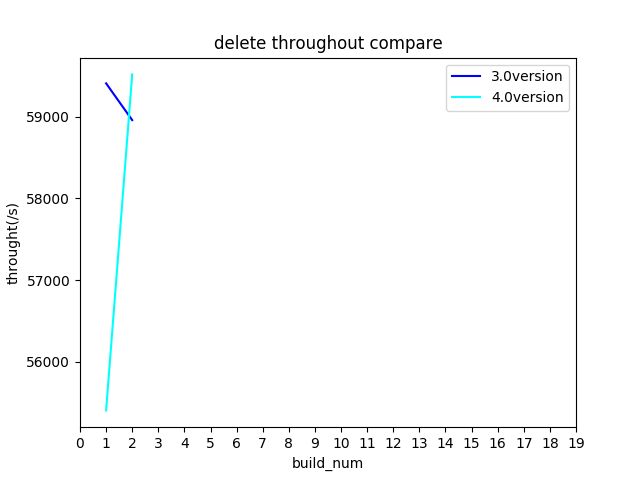 delete throughout compare
3.0version
4.0version
59000
58000
57000
56000
throught(/s)
0 1 2 3 4 5 6 7 8 9 10 11 12 13 14 15 16 17 18 19
build_num